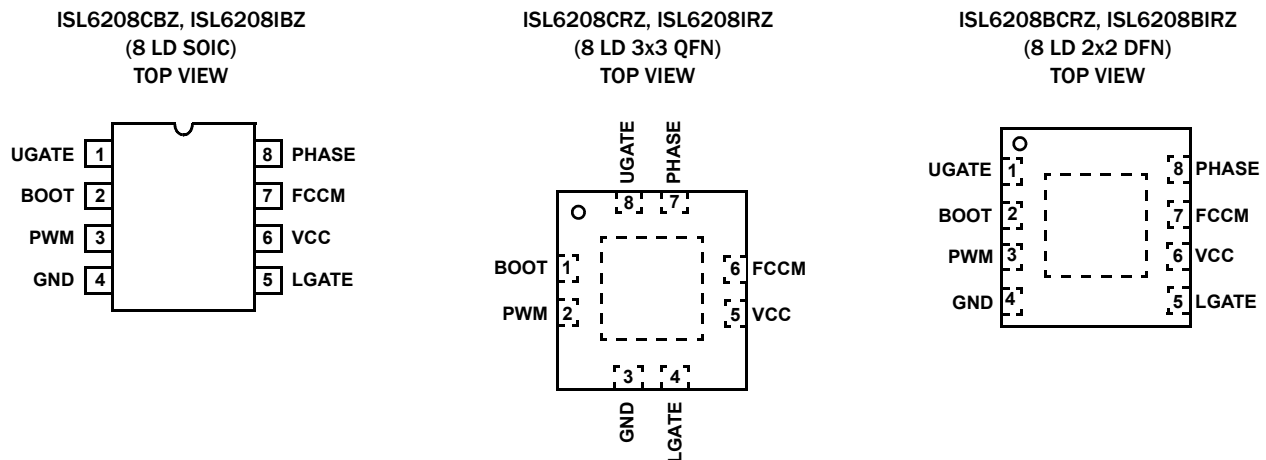 ISL6208CBZ, ISL6208IBZ
(8 LD SOIC)
TOP VIEW
UGATE 1
BOOT 2
PWM 3
GND 4
8 PHASE
7 FCCM
6 VCC
5 LGATE
ISL6208CRZ, ISL6208IRZ
(8 LD 3x3 QFN)
TOP VIEW
UGATE
PHASE
8 7
BOOT 1
PWM 2
6 FCCM
5 VCC
3 4
GND
LGATE
ISL6208BCRZ, ISL6208BIRZ
(8 LD 2x2 DFN)
TOP VIEW
UGATE 1
BOOT 2
PWM 3
GND 4
8 PHASE
7 FCCM
6 VCC
5 LGATE